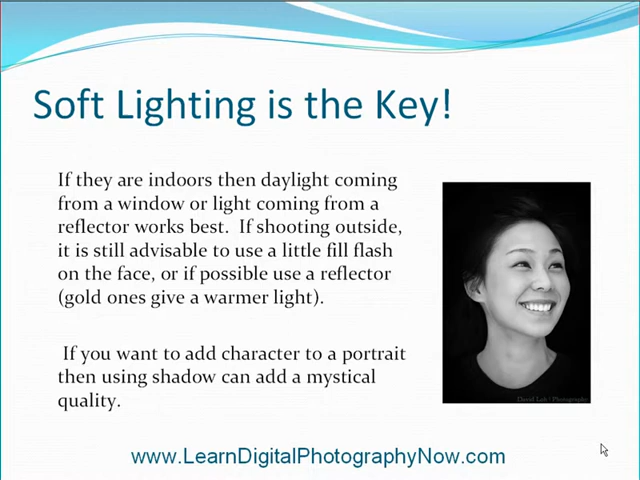 Soft Lighting is the Key!
If they are indoors then daylight coming
from a window or light coming from a
reflector works best.  If shooting outside,
it is still advisable to use a little fill flash
on the face, or if possible use a reflector
(gold ones give a warmer light).
If you want to add character to a portrait
then using shadow can add a mystical
quality.
www.LearnDigitalPhotographyNow.com